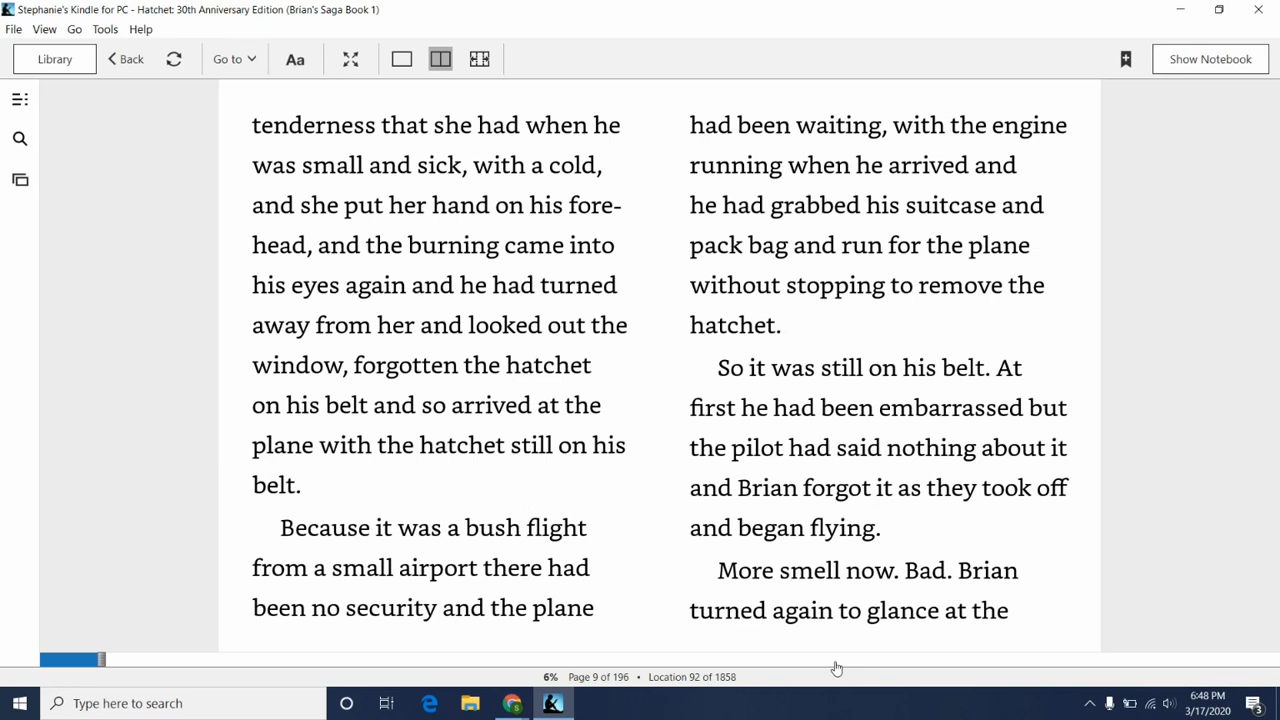 Stephanie's Kindle for PC - Hatchet: 30th Anniversary Edition (Brian's Saga Book 1)
File View Go Tools Help
Library Back Go to Aa Show Notebook
tenderness that she had when he
was small and sick, with a cold,
and she put her hand on his fore-
head, and the burning came into
his eyes again and he had turned
away from her and looked out the
window, forgotten the hatchet
on his belt and so arrived at the
plane with the hatchet still on his
belt.
Because it was a bush flight
from a small airport there had
been no security and the plane
had been waiting, with the engine
running when he arrived and
he had grabbed his suitcase and
pack bag and run for the plane
without stopping to remove the
hatchet.
So it was still on his belt. At
first he had been embarrassed but
the pilot had said nothing about it
and Brian forgot it as they took off
and began flying.
More smell now. Bad. Brian
turned again to glance at the
6% Page 9 of 196 • Location 92 of 1858
Type here to search
6:48 PM
3/17/2020
3